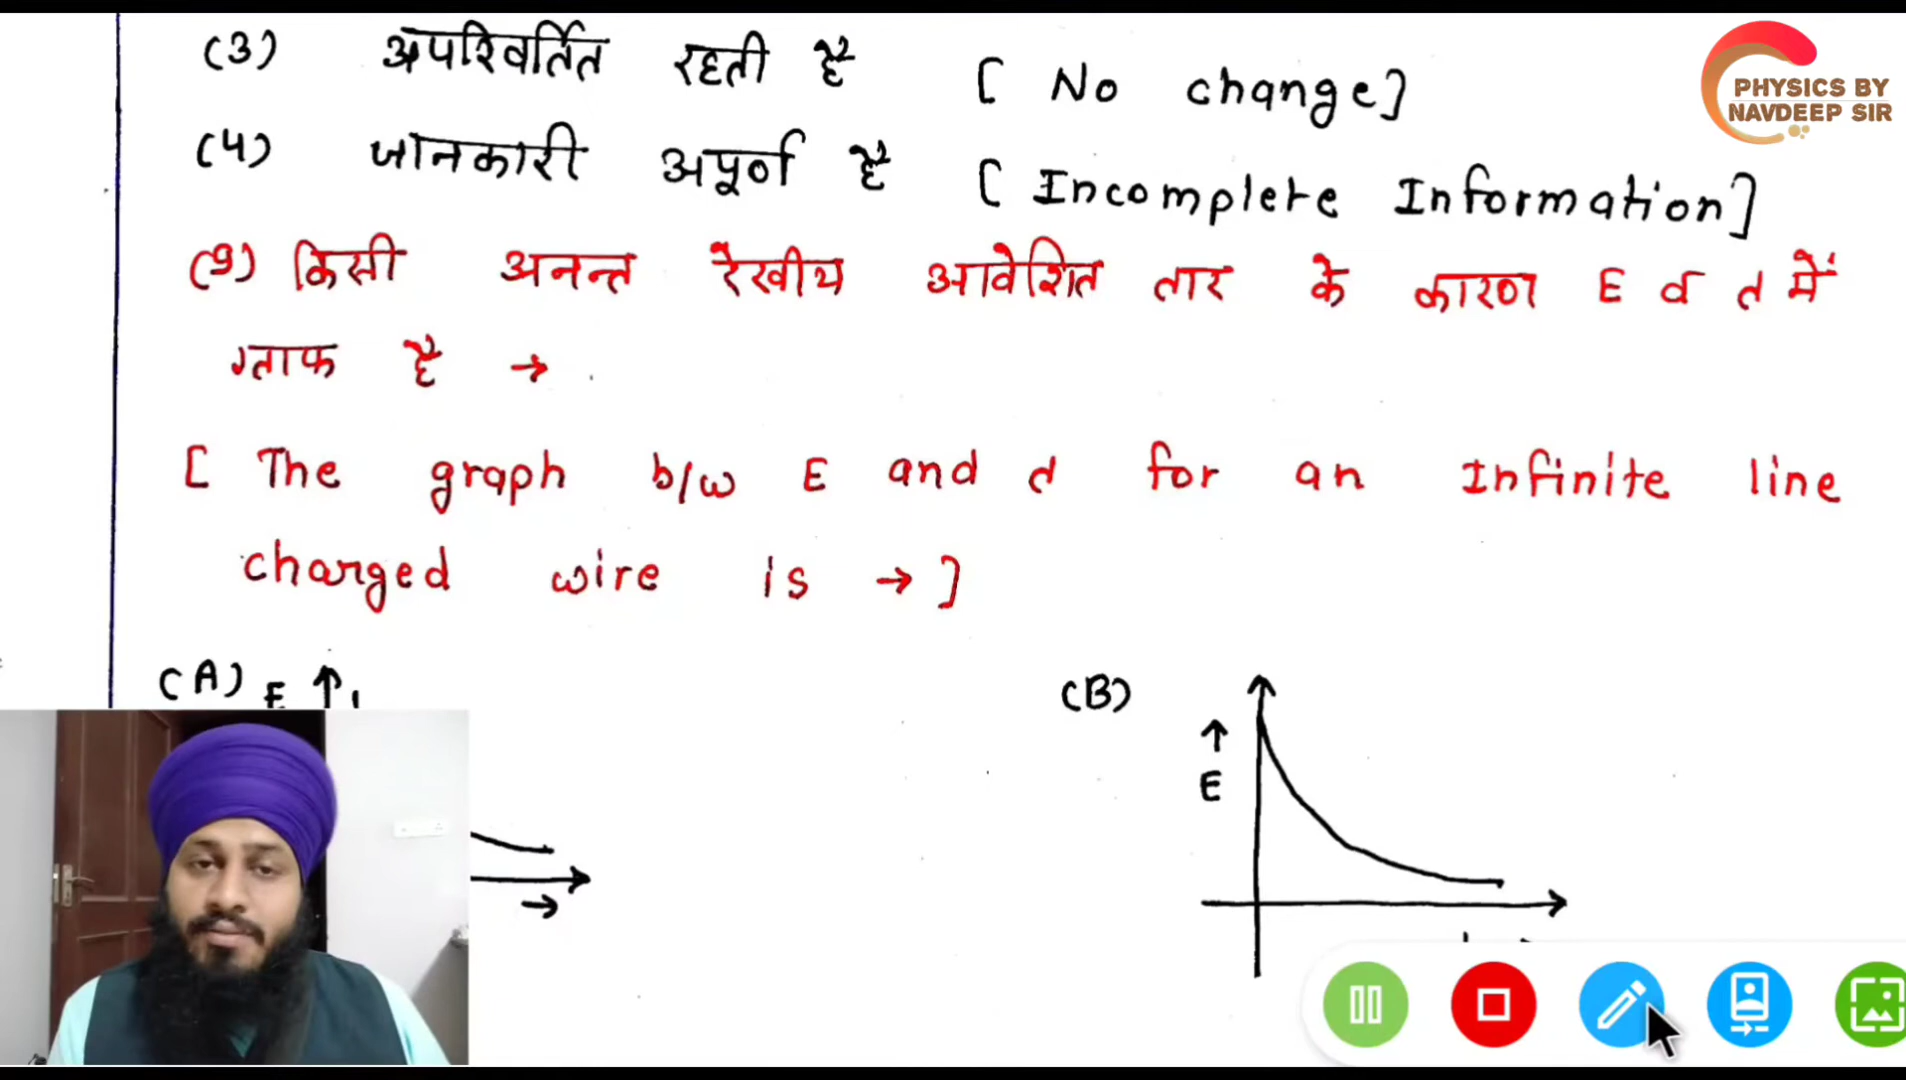 (3) अपरिवर्तित रहती है [ No change]
(4) जानकारी अपूर्ण है [ Incomplete Information]
PHYSICS BY
NAVDEEP SIR
(9) किसी अनन्त रेखीय आवेशित तार के कारण E व d में
ग्राफ है →
[ The graph b/w E and d for an Infinite line
charged wire is → ]
(A) E ↑
(B)
↑
E
→